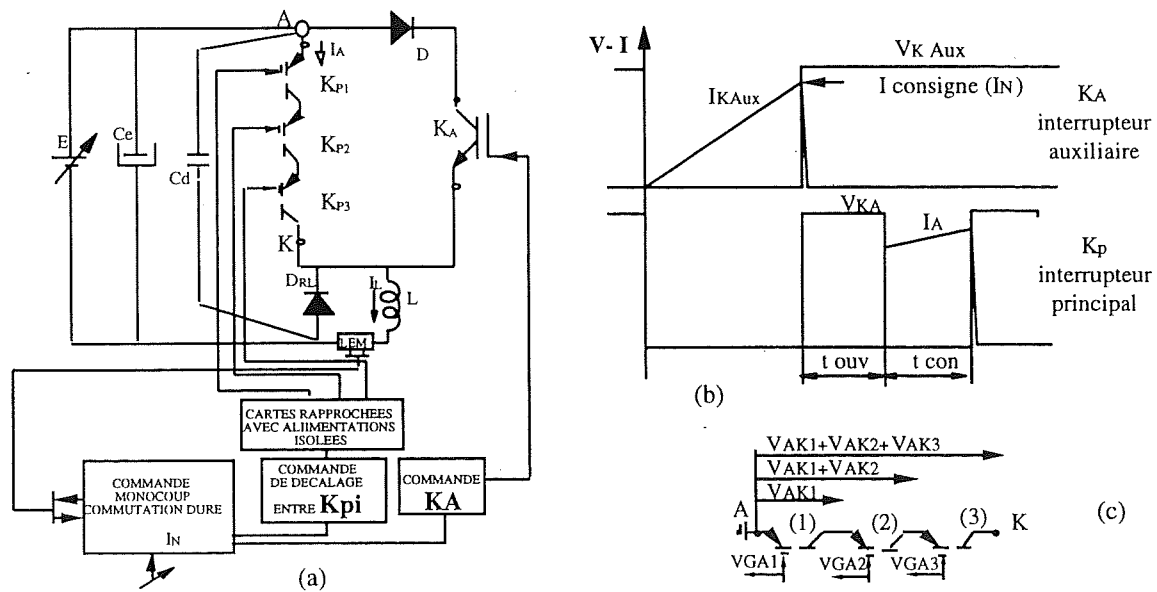 A
IA
D
KP1
E
Ce
Cd
KP2
KA
KP3
K
DRL
IL
L
LEM
CARTES RAPPROCHEES
AVEC ALIIMENTATIONS
ISOLEES
COMMANDE
MONOCOUP
COMMUTATION DURE
IN
COMMANDE
DE DECALAGE
ENTRE Kpi
COMMANDE
KA
(a)
V- I
VK Aux
IKAux
I consigne (IN)
KA
interrupteur
auxiliaire
VKA
IA
Kp
interrupteur
principal
t ouv
t con
(b)
VAK1+VAK2+VAK3
VAK1+VAK2
VAK1
A
(1)
(2)
(3)
K
(c)
VGA1
VGA2
VGA3